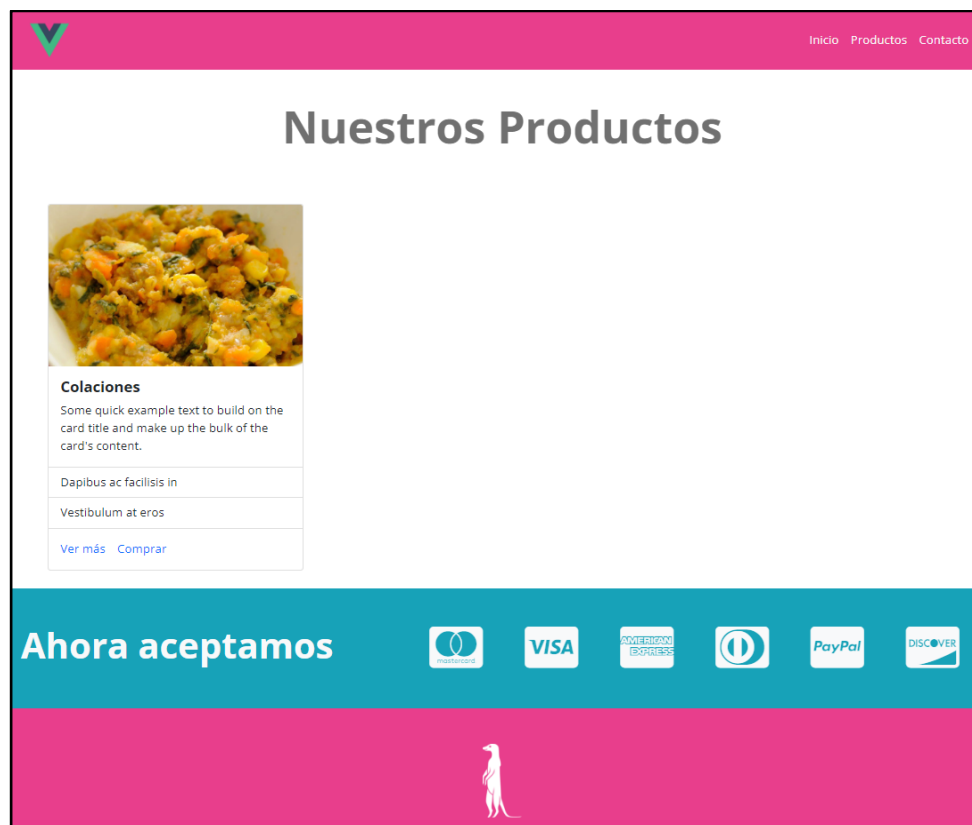 Inicio Productos Contacto
Nuestros Productos
Colaciones
Some quick example text to build on the
card title and make up the bulk of the
card's content.
Dapibus ac facilisis in
Vestibulum at eros
Ver más Comprar
Ahora aceptamos
mastercard
VISA
AMERICAN
EXPRESS
PayPal
DISCOVER